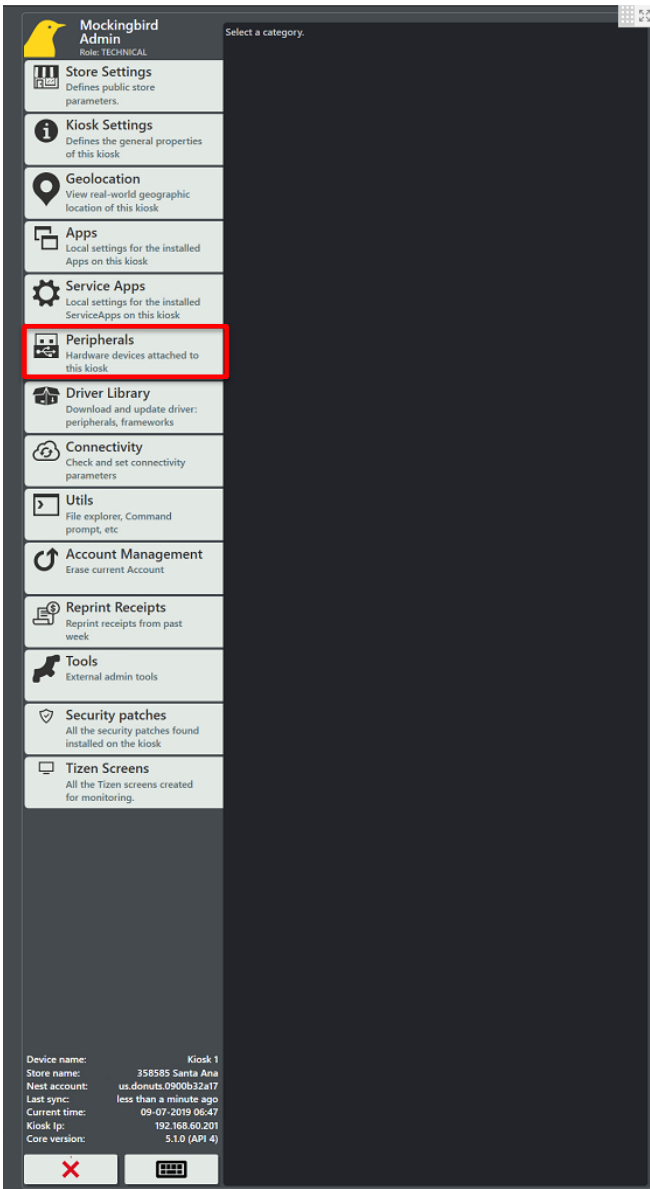 Mockingbird
Admin
Role: TECHNICAL
Select a category.
Store Settings
Defines public store
parameters.
Kiosk Settings
Defines the general properties
of this kiosk
Geolocation
View real-world geographic
location of this kiosk
Apps
Local settings for the installed
Apps on this kiosk
Service Apps
Local settings for the installed
ServiceApps on this kiosk
Peripherals
Hardware devices attached to
this kiosk
Driver Library
Download and update driver:
peripherals, frameworks
Connectivity
Check and set connectivity
parameters
Utils
File explorer, Command
prompt, etc
Account Management
Erase current Account
Reprint Receipts
Reprint receipts from past
week
Tools
External admin tools
Security patches
All the security patches found
installed on the kiosk
Tizen Screens
All the Tizen screens created
for monitoring.
Device name: Kiosk 1
Store name: 358585 Santa Ana
Nest account: us.donuts.0900b32a17
Last sync: less than a minute ago
Current time: 09-07-2019 06:47
Kiosk Ip: 192.168.60.201
Core version: 5.1.0 (API 4)